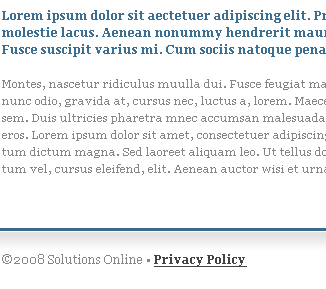 Lorem ipsum dolor sit aectetuer adipiscing elit. Pr
molestie lacus. Aenean nonummy hendrerit mau
Fusce suscipit varius mi. Cum sociis natoque pena
Montes, nascetur ridiculus muulla dui. Fusce feugiat ma
nunc odio, gravida at, cursus nec, luctus a, lorem. Maece
sem. Duis ultricies pharetra mnec accumsan malesuada
eros. Lorem ipsum dolor sit amet, consectetuer adipiscing
tum dictum magna. Sed laoreet aliquam leo. Ut tellus do
tum vel, cursus eleifend, elit. Aenean auctor wisi et urna
©2008 Solutions Online • Privacy Policy